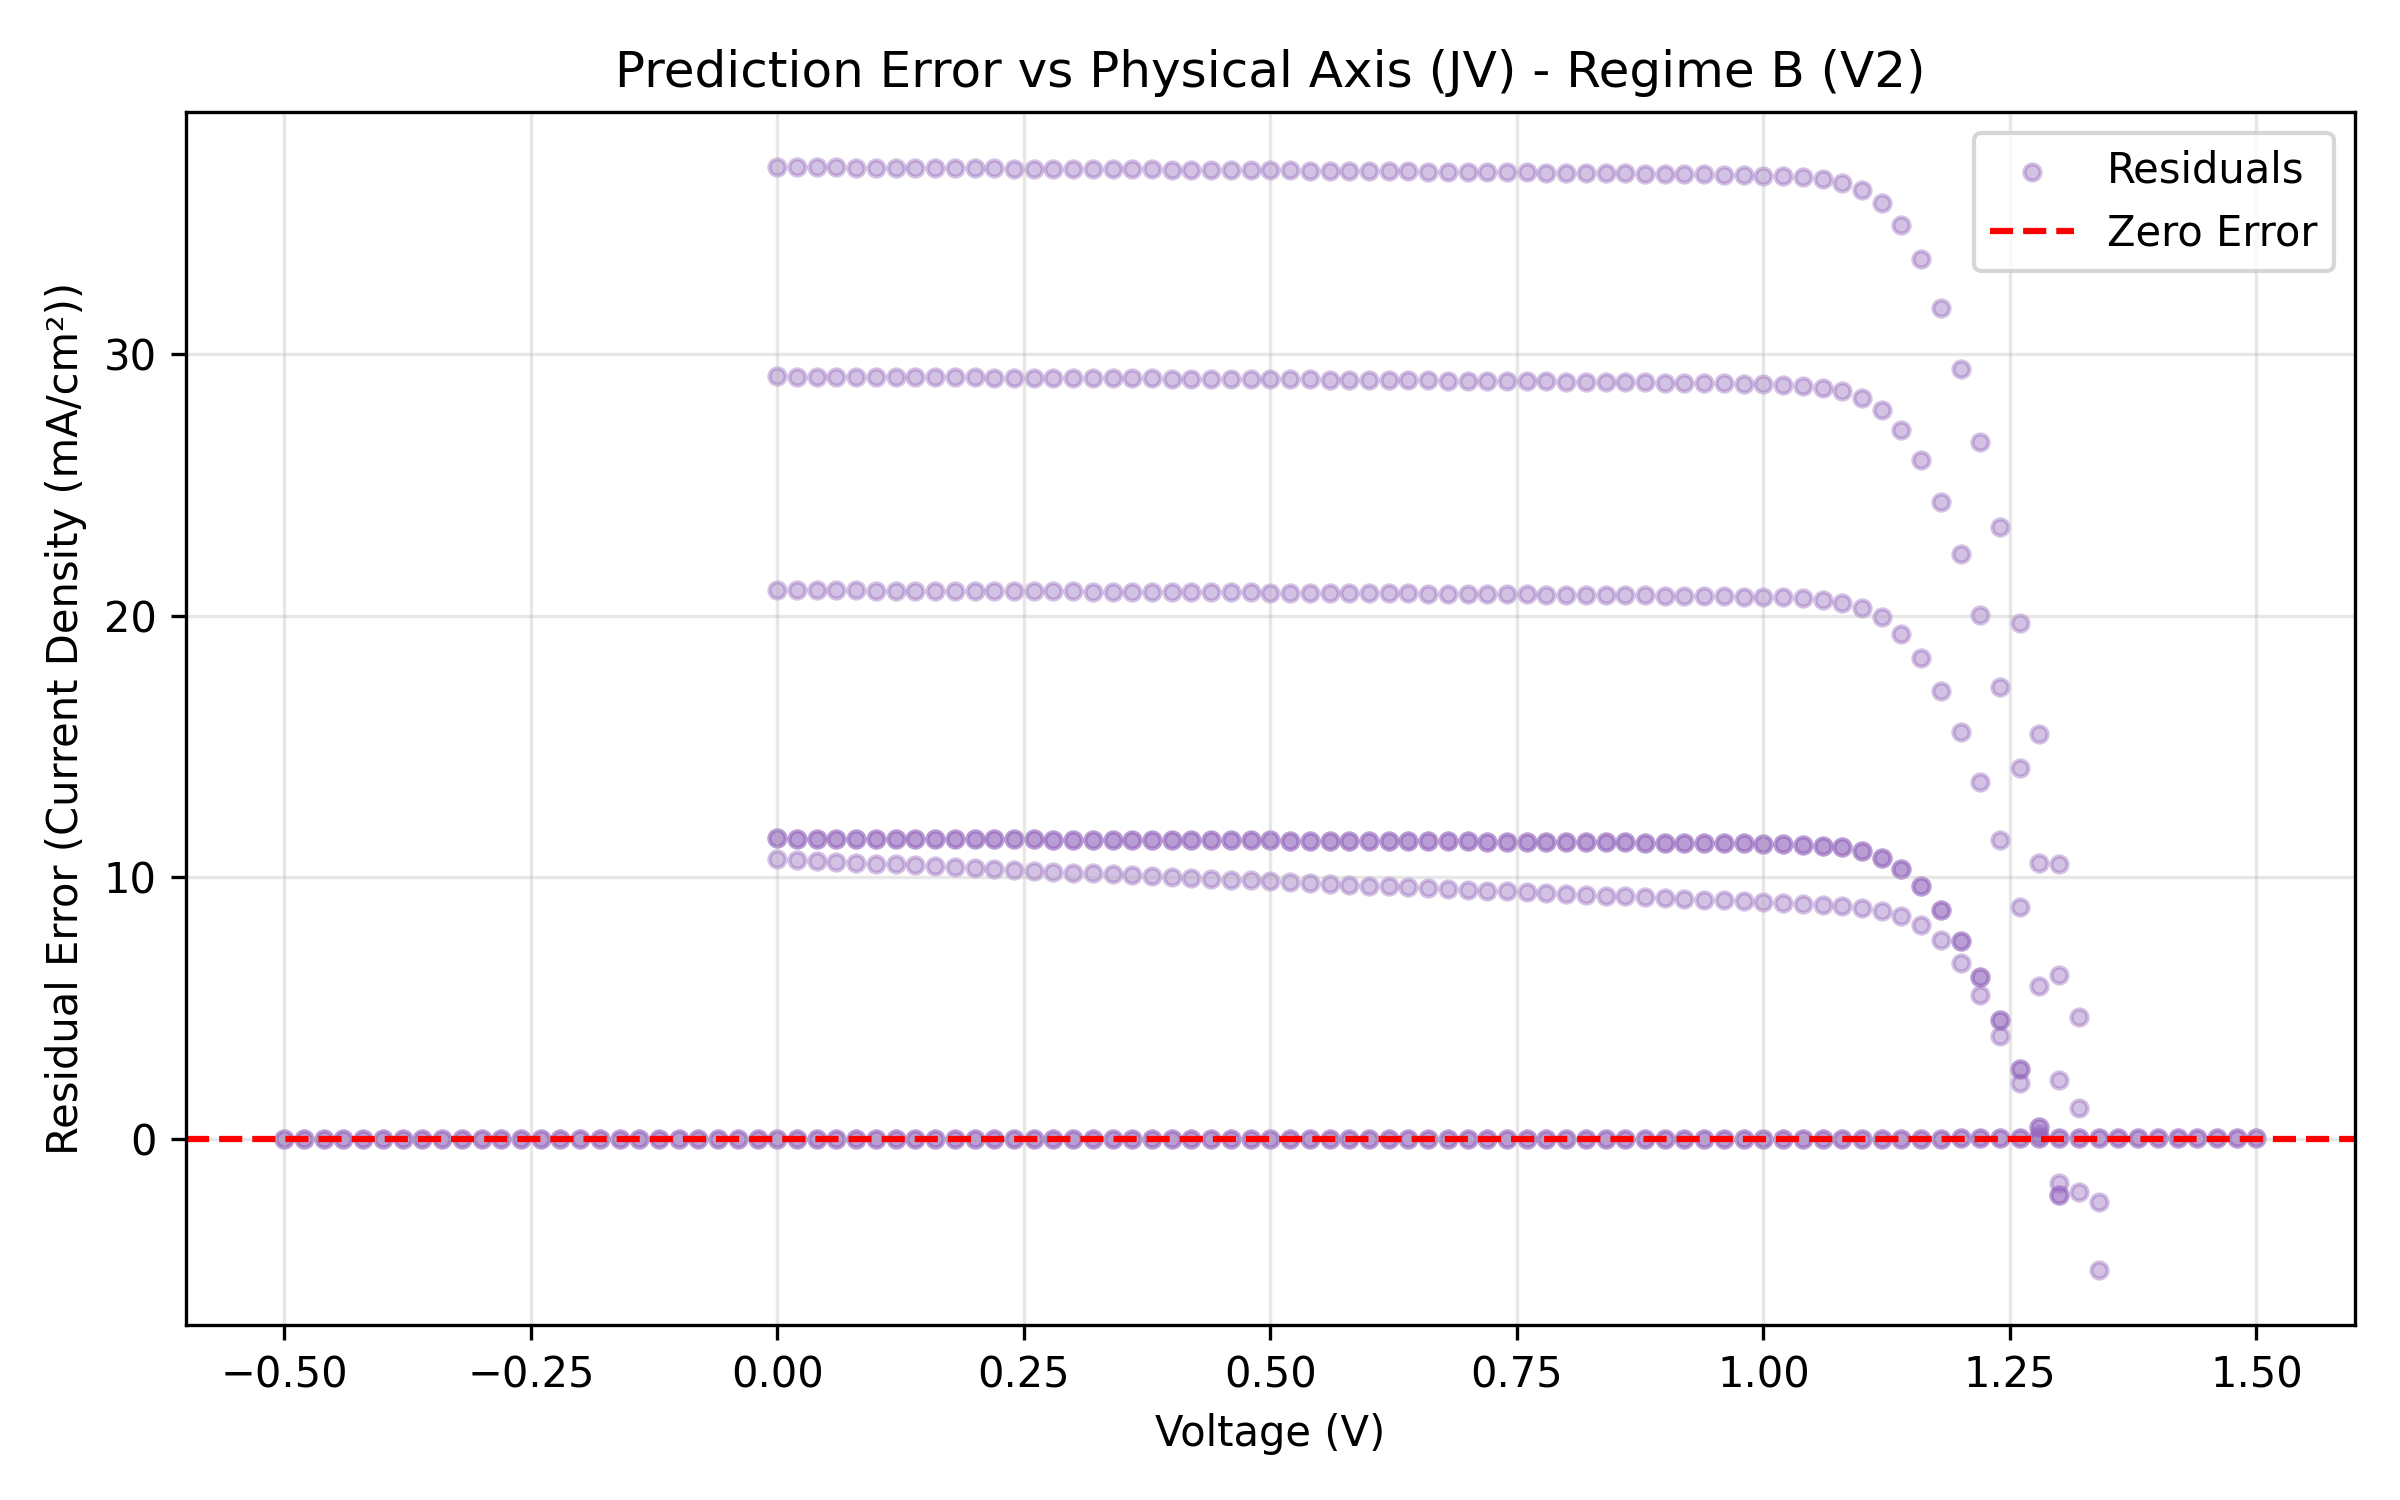 Prediction Error vs Physical Axis (JV) - Regime B (V2)
Residuals
Zero Error
Residual Error (Current Density (mA/cm²))
30
20
10
0
−0.50
−0.25
0.00
0.25
0.50
0.75
1.00
1.25
1.50
Voltage (V)